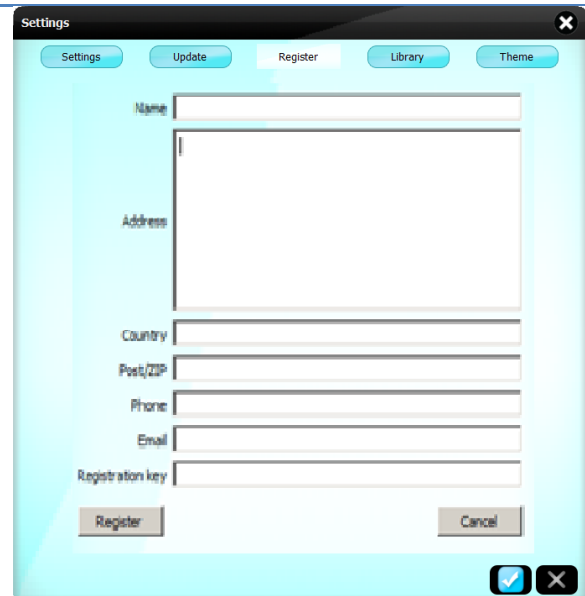 Settings
Settings Update Register Library Theme
Name
Address
Country
Post/ZIP
Phone
Email
Registration key
Register Cancel